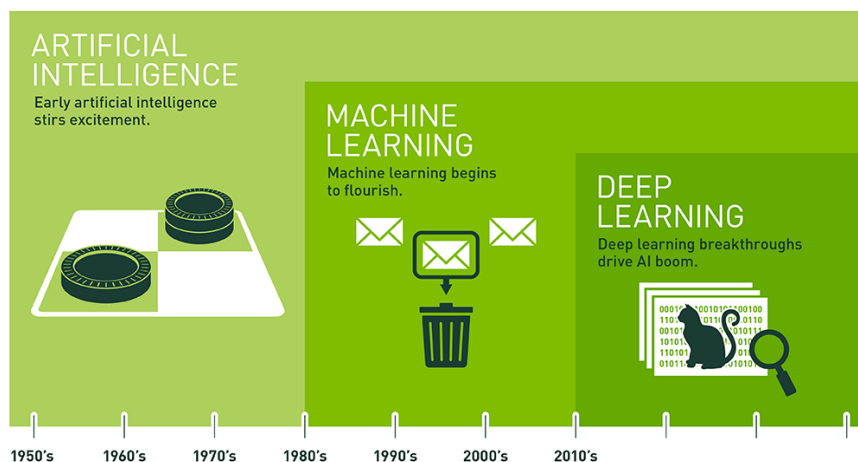 ARTIFICIAL
INTELLIGENCE
Early artificial intelligence
stirs excitement.
MACHINE
LEARNING
Machine learning begins
to flourish.
DEEP
LEARNING
Deep learning breakthroughs
drive AI boom.
1950's 1960's 1970's 1980's 1990's 2000's 2010's